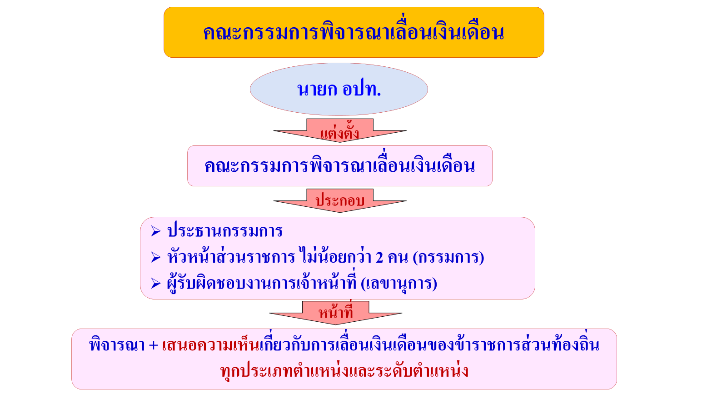 คณะกรรมการพิจารณาเลื่อนเงินเดือน
นายก อปท.
แต่งตั้ง
คณะกรรมการพิจารณาเลื่อนเงินเดือน
ประกอบ
➢ ประธานกรรมการ
➢ หัวหน้าส่วนราชการ ไม่น้อยกว่า 2 คน (กรรมการ)
➢ ผู้รับผิดชอบงานการเจ้าหน้าที่ (เลขานุการ)
หน้าที่
พิจารณา + เสนอความเห็นเกี่ยวกับการเลื่อนเงินเดือนของข้าราชการส่วนท้องถิ่น
ทุกประเภทตำแหน่งและระดับตำแหน่ง